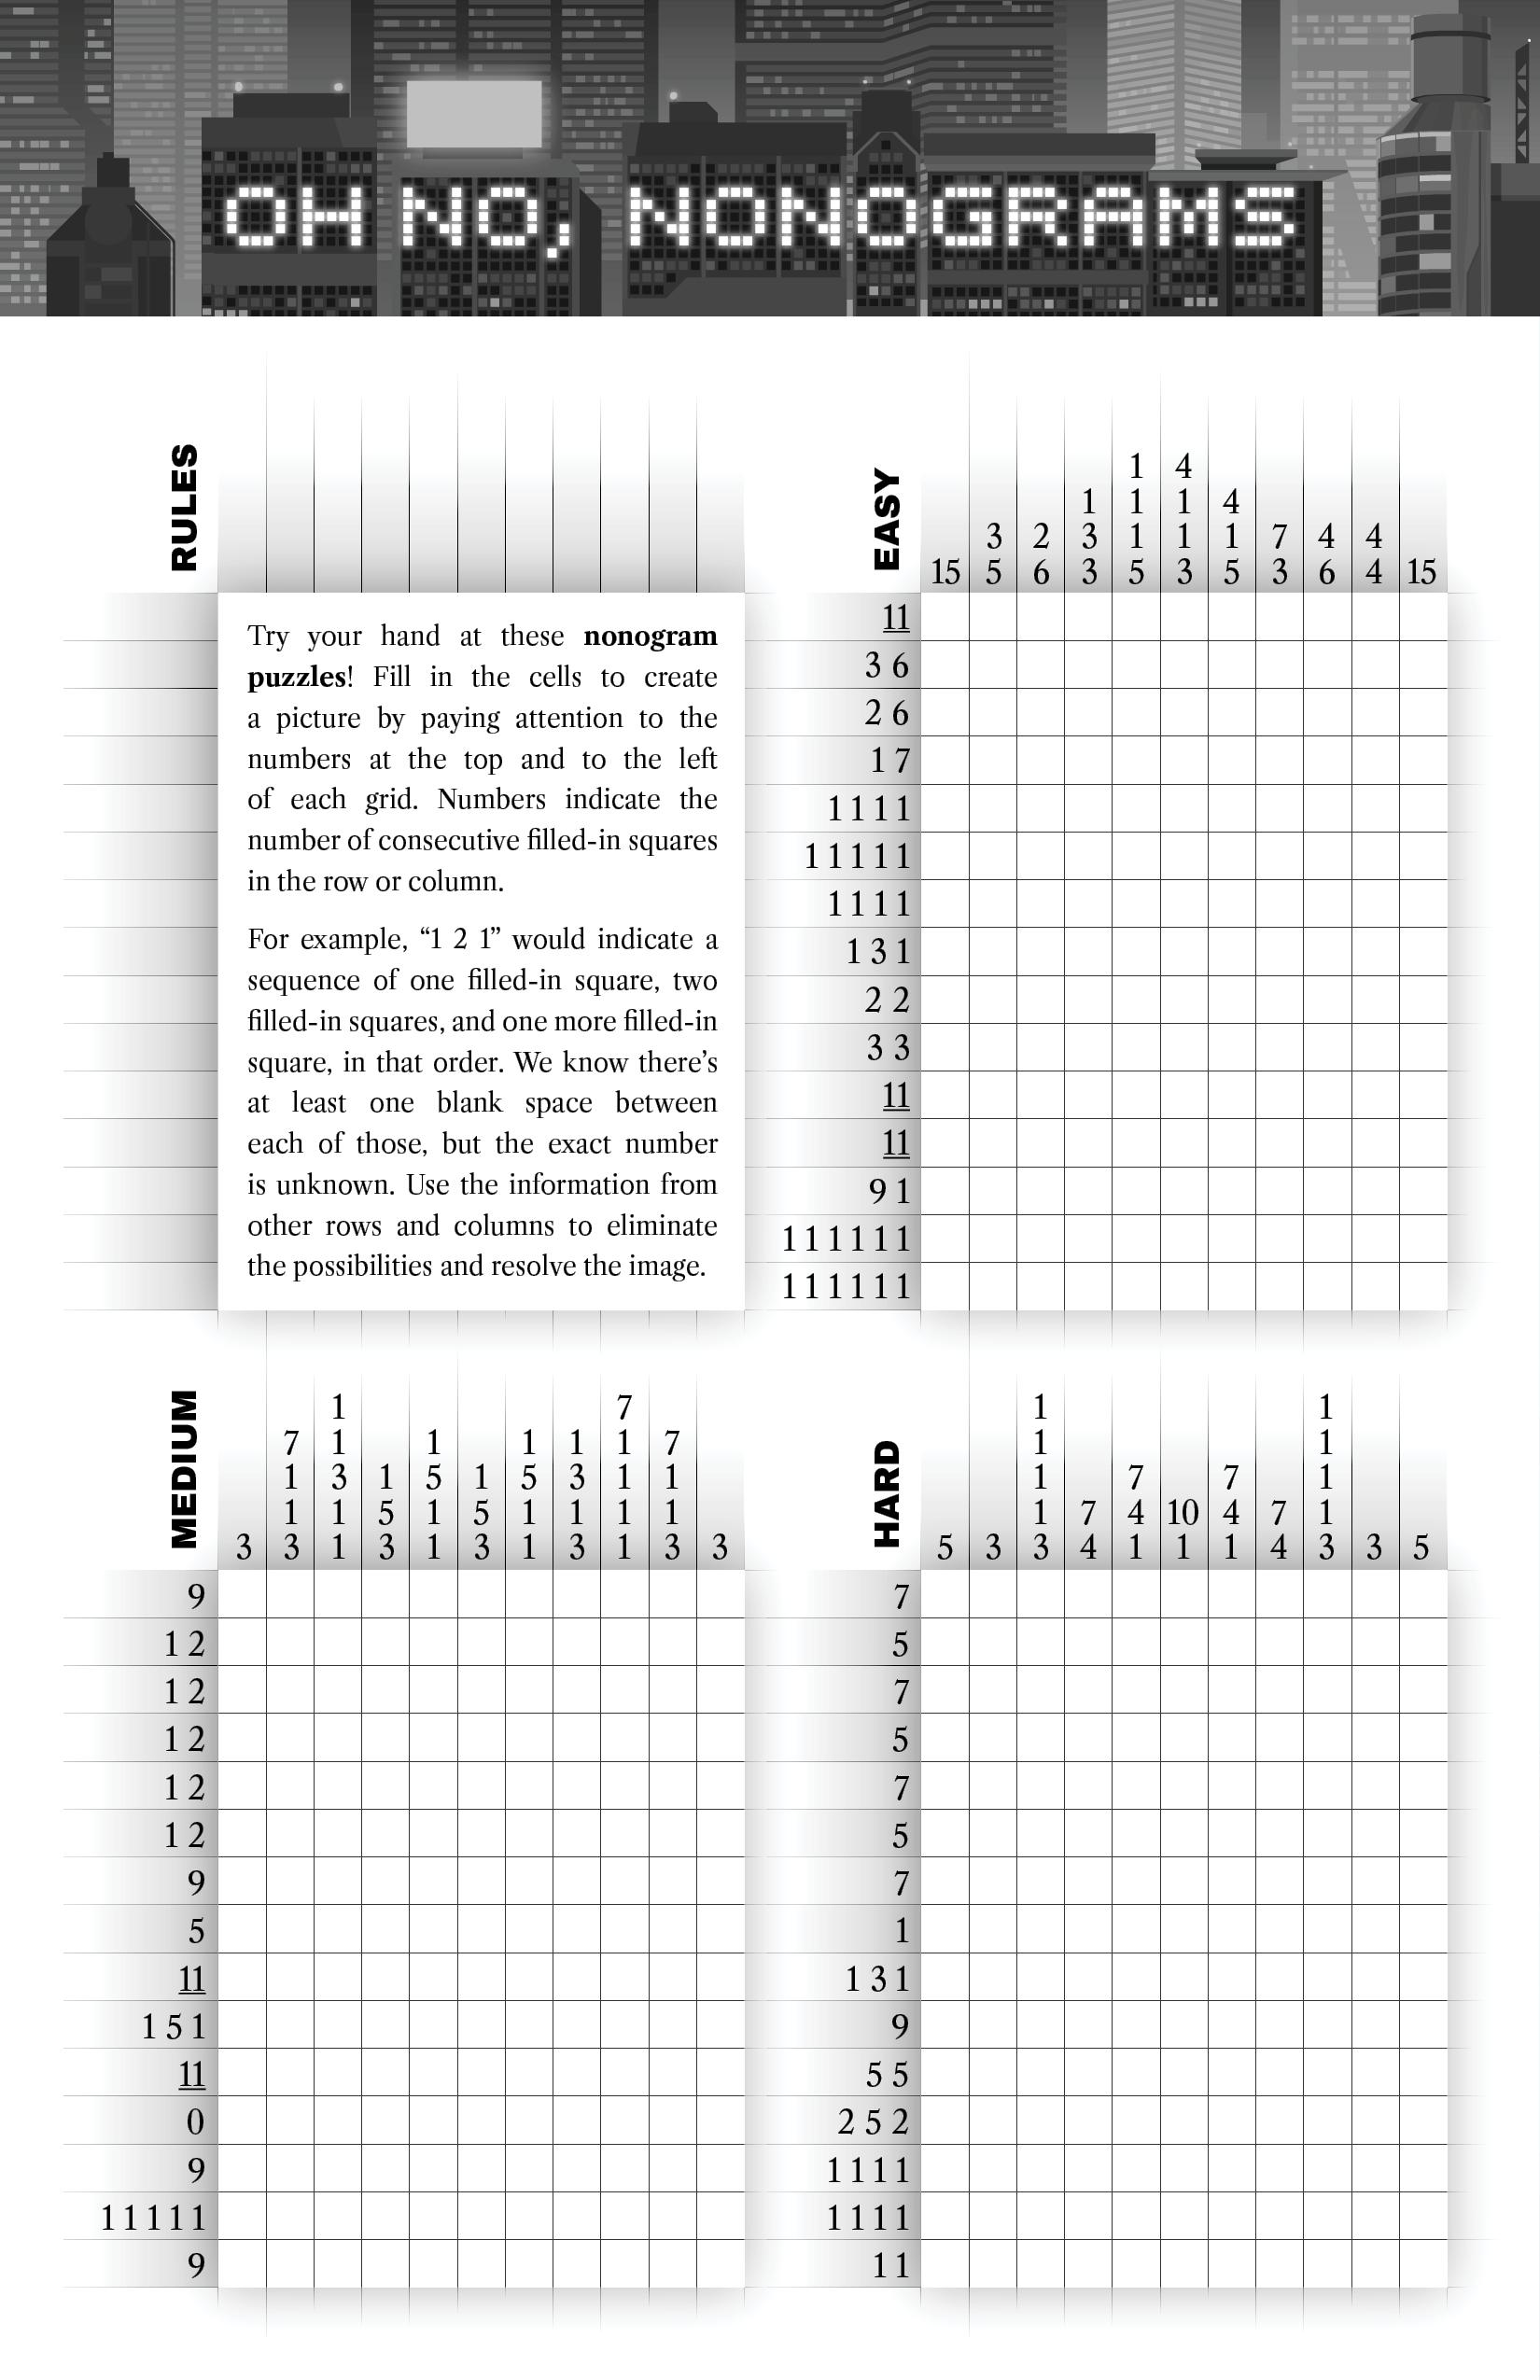 OH NO, NONOGRAMS
RULES
Try your hand at these nonogram
puzzles! Fill in the cells to create
a picture by paying attention to the
numbers at the top and to the left
of each grid. Numbers indicate the
number of consecutive filled-in squares
in the row or column.
For example, “1 2 1” would indicate a
sequence of one filled-in square, two
filled-in squares, and one more filled-in
square, in that order. We know there’s
at least one blank space between
each of those, but the exact number
is unknown. Use the information from
other rows and columns to eliminate
the possibilities and resolve the image.
EASY
1 4
1 1 1 4
3 2 3 1 1 1 7 4 4
15 5 6 3 5 3 5 3 6 4 15
11
3 6
2 6
1 7
1 1 1 1
1 1 1 1 1
1 1 1 1
1 3 1
2 2
3 3
11
11
9 1
1 1 1 1 1 1
1 1 1 1 1 1
MEDIUM
1 7
7 1 1 1 1 1 7
1 3 1 5 1 5 3 1 1
1 1 5 1 5 1 1 1 1
3 3 1 3 1 3 1 3 1 3 3
9
1 2
1 2
1 2
1 2
1 2
9
5
11
1 5 1
11
0
9
1 1 1 1 1
9
HARD
1 1
1 1
1 7 7 1
1 7 4 10 4 7 1
5 3 3 4 1 1 1 4 3 3 5
7
5
7
5
7
5
7
1
1 3 1
9
5 5
2 5 2
1 1 1 1
1 1 1 1
1 1